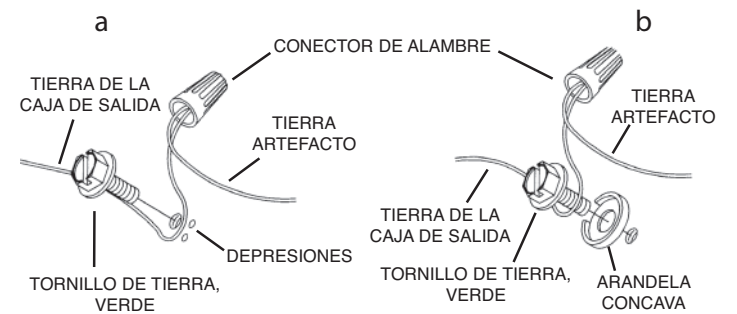 a
b
CONECTOR DE ALAMBRE
TIERRA DE LA
CAJA DE SALIDA
TIERRA
ARTEFACTO
DEPRESIONES
TORNILLO DE TIERRA,
VERDE
TIERRA
ARTEFACTO
TIERRA DE LA
CAJA DE SALIDA
TORNILLO DE TIERRA,
VERDE
ARANDELA
CONCAVA